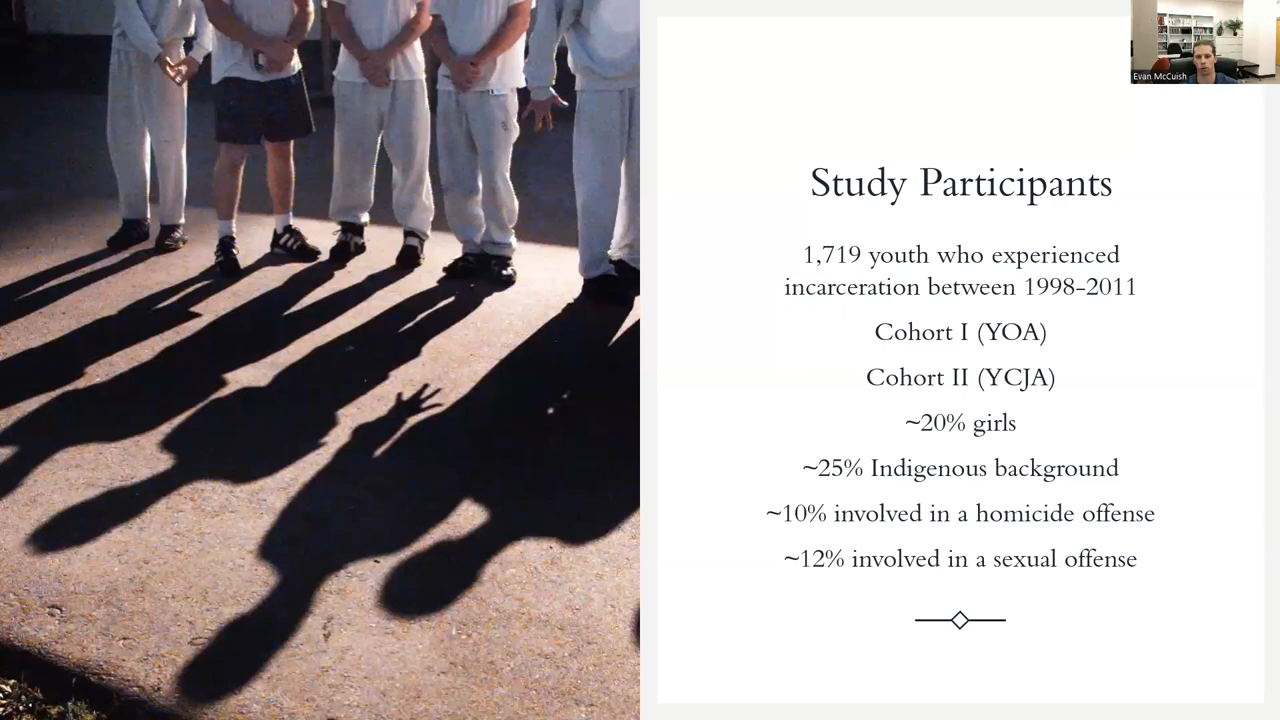 Evan McCuish
Study Participants
1,719 youth who experienced
incarceration between 1998-2011
Cohort I (YOA)
Cohort II (YCJA)
~20% girls
~25% Indigenous background
~10% involved in a homicide offense
~12% involved in a sexual offense